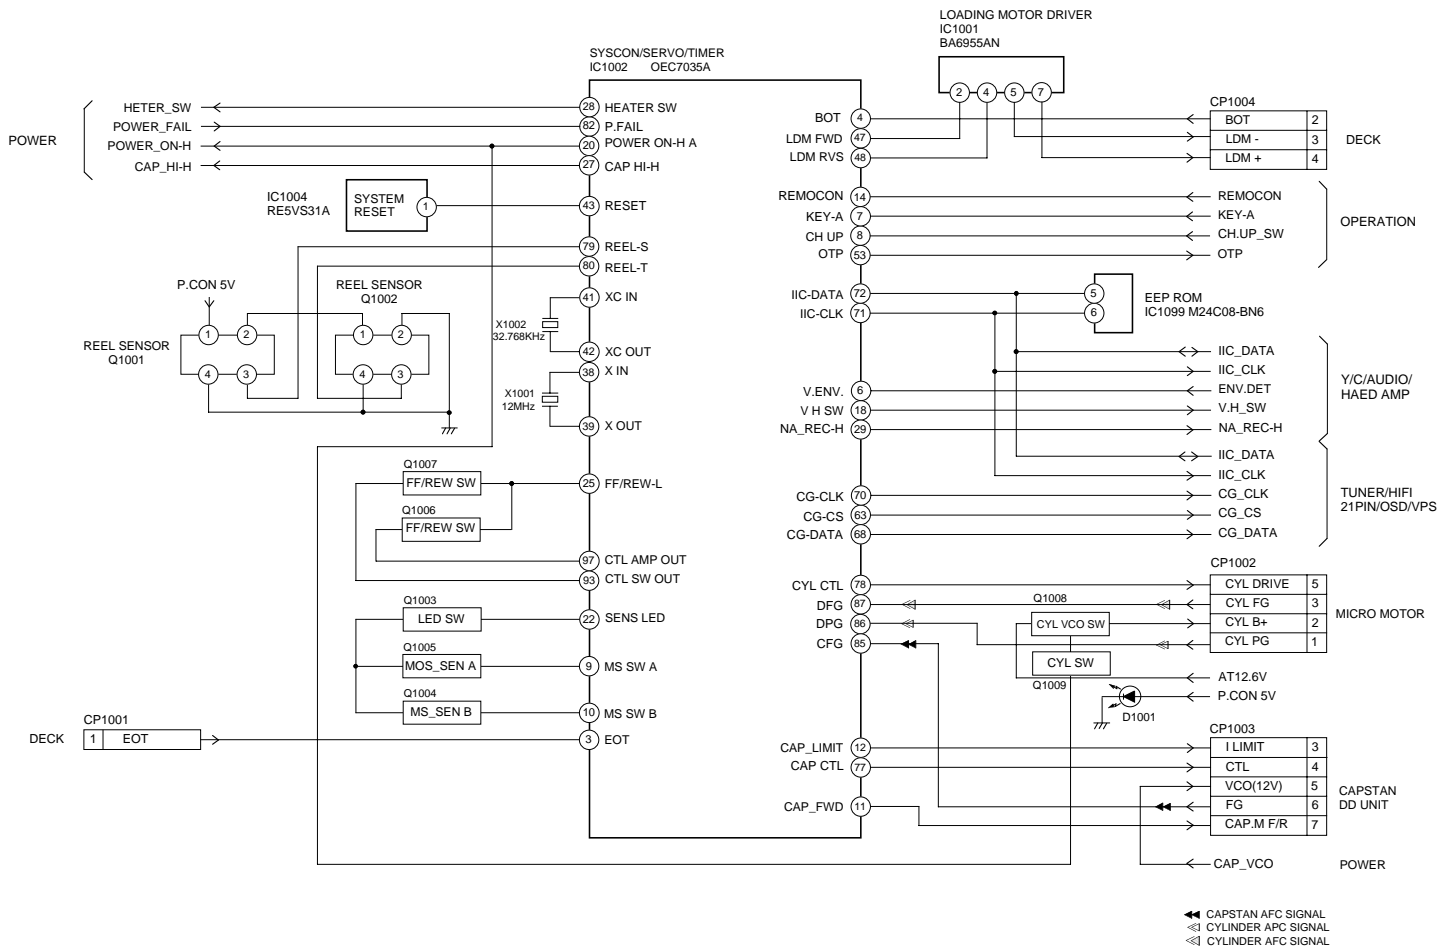 LOADING MOTOR DRIVER
IC1001
BA6955AN
2 4 5 7
SYSCON/SERVO/TIMER
IC1002 OEC7035A
POWER
HETER_SW
POWER_FAIL
POWER_ON-H
CAP_HI-H
28 HEATER SW
82 P.FAIL
20 POWER ON-H A
27 CAP HI-H
IC1004
RE5VS31A
SYSTEM
RESET
1
43 RESET
79 REEL-S
80 REEL-T
P.CON 5V
REEL SENSOR
Q1002
1 2
1 2
REEL SENSOR
Q1001
4 3
4 3
41 XC IN
X1002
32.768KHz
42 XC OUT
38 X IN
X1001
12MHz
39 X OUT
Q1007
FF/REW SW
25 FF/REW-L
Q1006
FF/REW SW
97 CTL AMP OUT
93 CTL SW OUT
Q1003
LED SW
22 SENS LED
Q1005
MOS_SEN A
9 MS SW A
Q1004
MS_SEN B
10 MS SW B
CP1001
DECK 1 EOT
3 EOT
BOT 4
LDM FWD 47
LDM RVS 48
CP1004
BOT 2
LDM - 3
LDM + 4
DECK
REMOCON 14 REMOCON
KEY-A 7 KEY-A
CH UP 8 CH.UP_SW
OTP 53 OTP
OPERATION
IIC-DATA 72
IIC-CLK 71
5
6
EEP ROM
IC1099 M24C08-BN6
IIC_DATA
IIC_CLK
V.ENV. 6 ENV.DET
V H SW 18 V.H_SW
NA_REC-H 29 NA_REC-H
Y/C/AUDIO/
HAED AMP
IIC_DATA
IIC_CLK
CG-CLK 70 CG_CLK
CG-CS 63 CG_CS
CG-DATA 68 CG_DATA
TUNER/HIFI
21PIN/OSD/VPS
CP1002
CYL CTL 78 CYL DRIVE 5
DFG 87 CYL FG 3
DPG 86 CYL B+ 2
CFG 85 CYL PG 1
MICRO MOTOR
Q1008
CYL VCO SW
CYL SW
Q1009
AT12.6V
P.CON 5V
D1001
CP1003
CAP_LIMIT 12 I LIMIT 3
CAP CTL 77 CTL 4
VCO(12V) 5
CAP_FWD 11 FG 6
CAP.M F/R 7
CAPSTAN
DD UNIT
CAP_VCO POWER
CAPSTAN AFC SIGNAL
CYLINDER APC SIGNAL
CYLINDER AFC SIGNAL